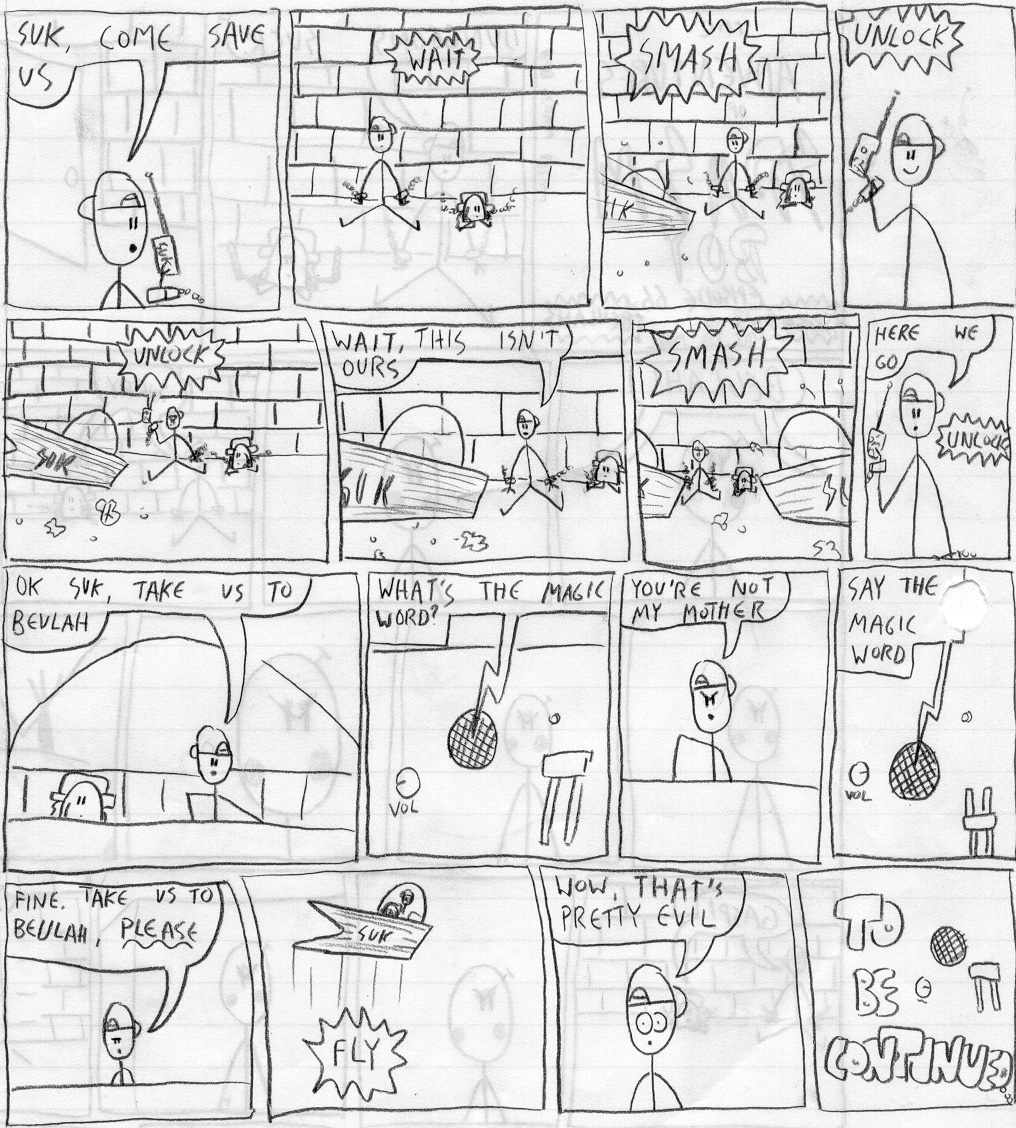 SUK, COME SAVE
US
SUK
WAIT
SMASH
UK
UNLOCK
UNLOCK
SUK
WAIT, THIS ISN'T
OURS
SUK
SMASH
K
SU
HERE WE
GO
UNLOCK
OK SUK, TAKE US TO
BEULAH
WHAT'S THE MAGIC
WORD?
VOL
YOU'RE NOT
MY MOTHER
SAY THE
MAGIC
WORD
VOL
FINE. TAKE US TO
BEULAH, PLEASE
SUK
FLY
WOW, THAT'S
PRETTY EVIL
TO
BE
CONTINUED